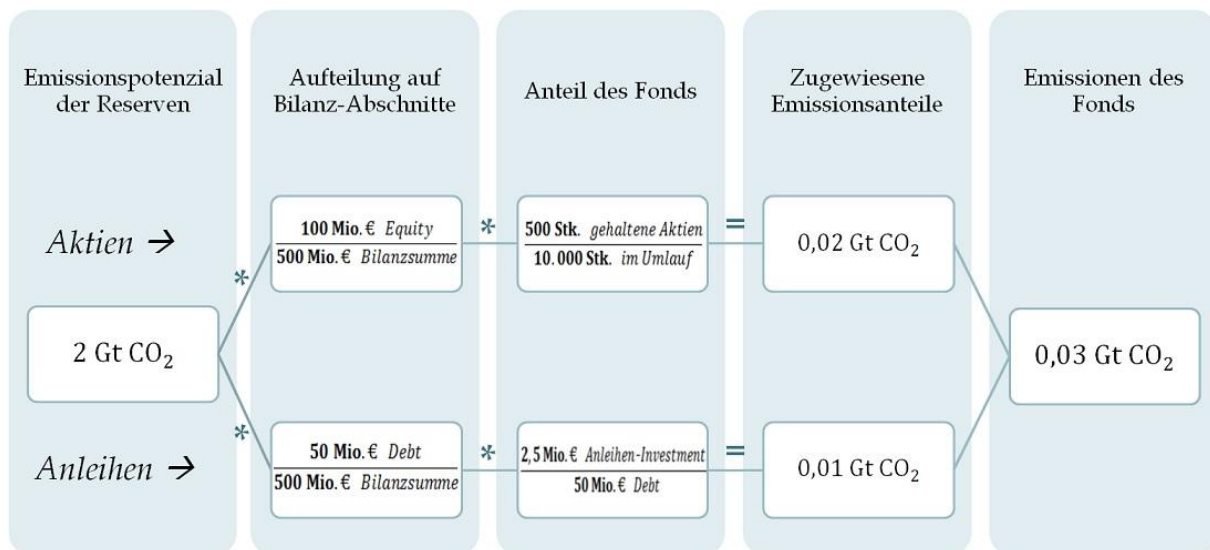 Emissionspotenzial
der Reserven
Aufteilung auf
Bilanz-Abschnitte
Anteil des Fonds
Zugewiesene
Emissionsanteile
Emissionen des
Fonds
Aktien →
*
100 Mio. € Equity
500 Mio. € Bilanzsumme
*
500 Stk. gehaltene Aktien
10.000 Stk. im Umlauf
=
0,02 Gt CO₂
2 Gt CO₂
0,03 Gt CO₂
Anleihen →
*
50 Mio. € Debt
500 Mio. € Bilanzsumme
*
2,5 Mio. € Anleihen-Investment
50 Mio. € Debt
=
0,01 Gt CO₂